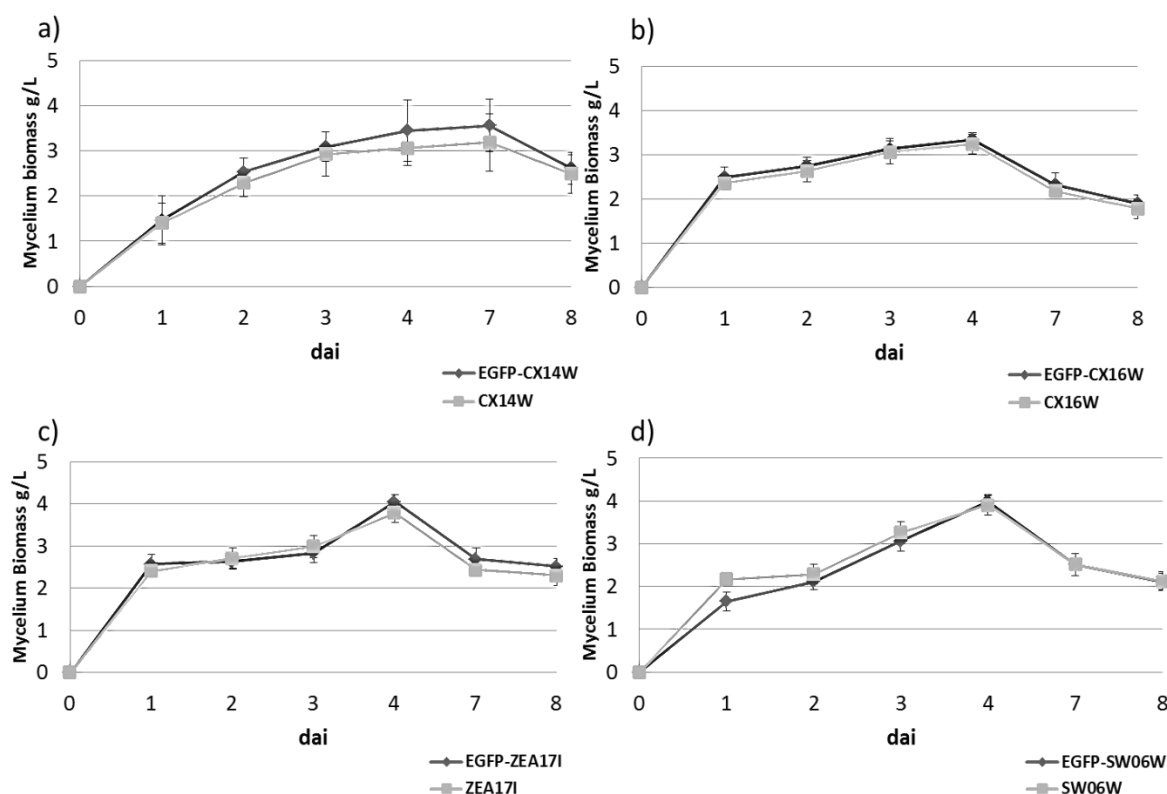 a)
Mycelium biomass g/L
5
4
3
2
1
0
0 1 2 3 4 7 8
dai
EGFP-CX14W
CX14W
b)
Mycelium Biomass g/L
5
4
3
2
1
0
0 1 2 3 4 7 8
dai
EGFP-CX16W
CX16W
c)
Mycelium Biomass g/L
5
4
3
2
1
0
0 1 2 3 4 7 8
dai
EGFP-ZEA17I
ZEA17I
d)
Mycelium Biomass g/L
5
4
3
2
1
0
0 1 2 3 4 7 8
dai
EGFP-SW06W
SW06W